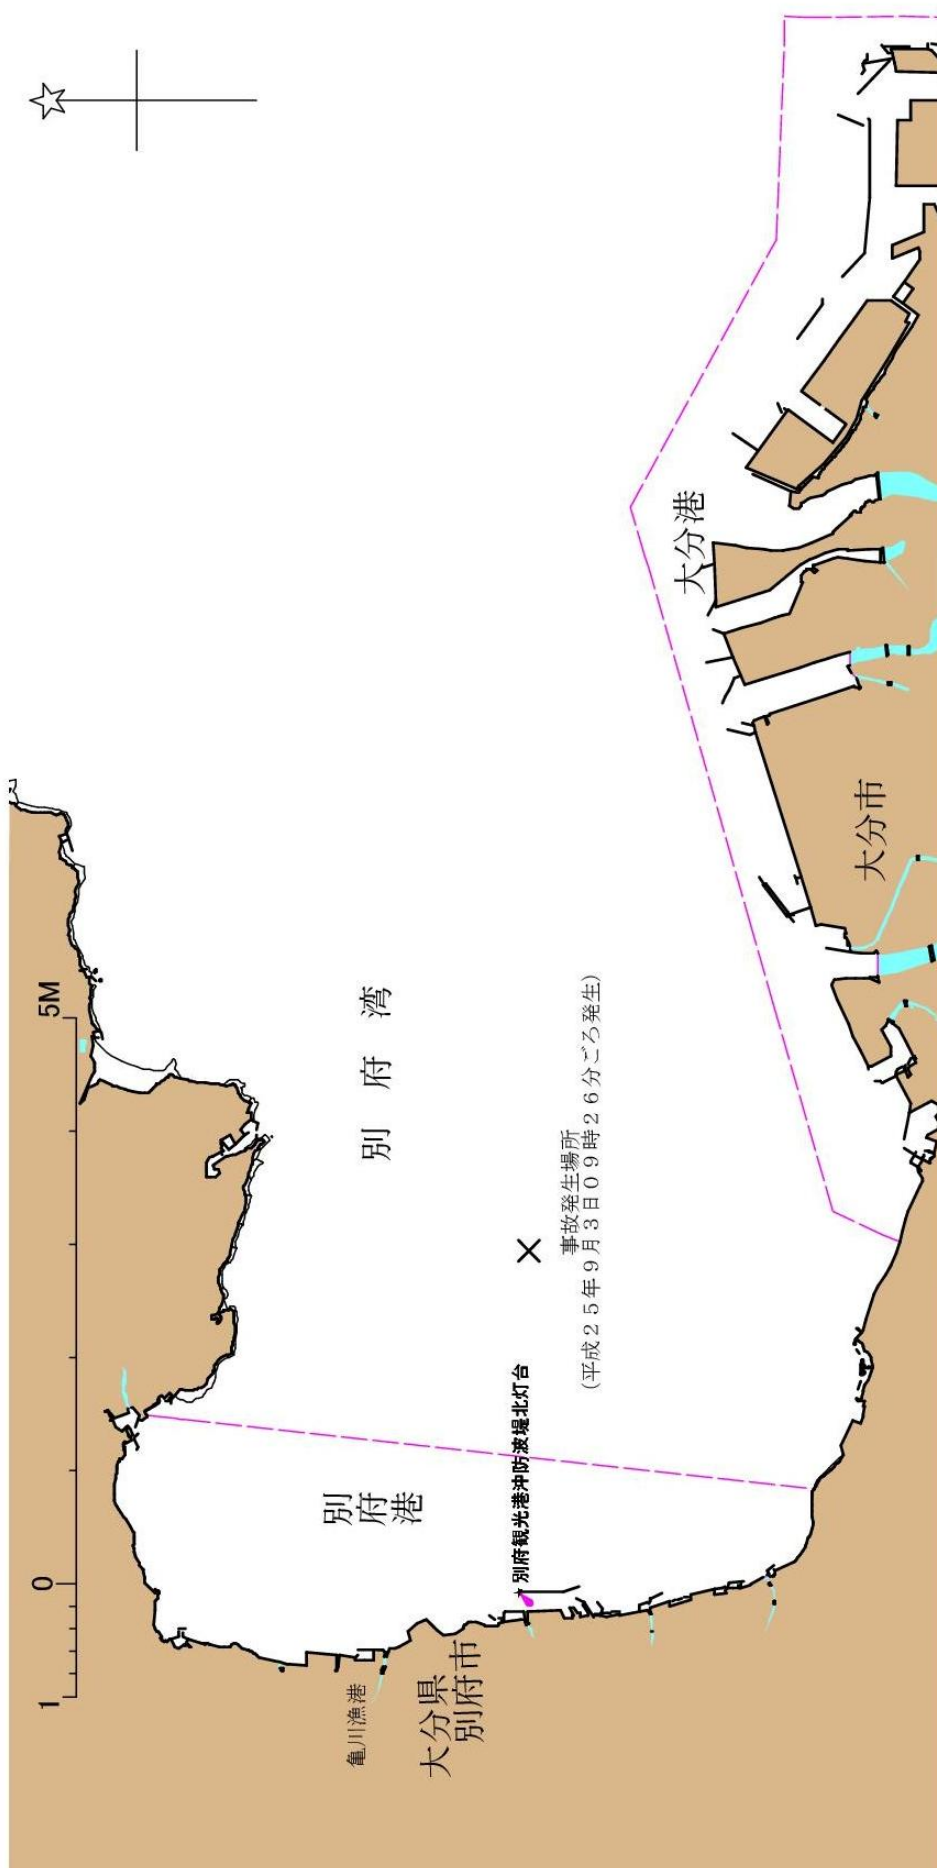 1 0 5M
別府港
亀川漁港
別府湾
大分県
別府市
別府観光港沖防波堤北灯台
事故発生場所
(平成２５年９月３日０９時２６分ごろ発生)
大分港
大分市